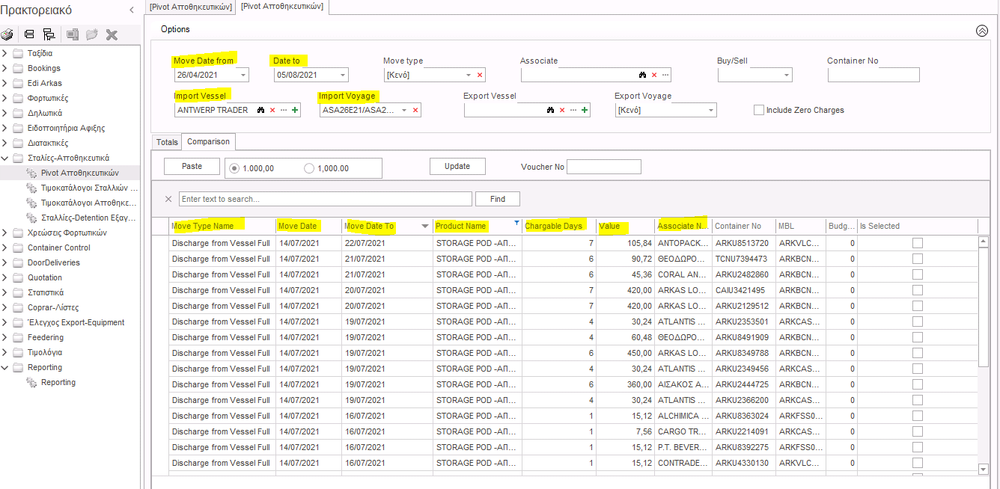 Πρακτορειακό
[Pivot Αποθηκευτικών] [Pivot Αποθηκευτικών]
Options
Move Date from Date to Move type Associate Buy/Sell Container No
26/04/2021 05/08/2021 [Κενό]
Import Vessel Import Voyage Export Vessel Export Voyage
ANTWERP TRADER ASA26E21/ASA2... [Κενό] Include Zero Charges
Ταξίδια
Bookings
Edi Arkas
Φορτωτικές
Δηλωτικά
Ειδοποιητήρια Αφιξης
Διατακτικές
Σταλίες-Αποθηκευτικά
Pivot Αποθηκευτικών
Τιμοκατάλογοι Σταλλιών ...
Τιμοκατάλογοι Αποθηκε...
Σταλλίες-Detention Εξαγ...
Χρεώσεις Φορτωτικών
Container Control
DoorDeliveries
Quotation
Στατιστικά
Coprar-Λίστες
Έλεγχος Export-Equipment
Feedering
Τιμολόγια
Reporting
Reporting
Totals Comparison
Paste 1.000,00 1,000.00 Update Voucher No
Enter text to search... Find
Move Type Name Move Date Move Date To Product Name Chargable Days Value Associate N... Container No MBL Budg... Is Selected
Discharge from Vessel Full 14/07/2021 22/07/2021 STORAGE POD -ΑΠ... 7 105,84 ANTOPACK... ARKU8513720 ARKVLC... 0
Discharge from Vessel Full 14/07/2021 21/07/2021 STORAGE POD -ΑΠ... 6 90,72 ΘΕΟΔΩΡΟ... TCNU7394473 ARKBCN... 0
Discharge from Vessel Full 14/07/2021 21/07/2021 STORAGE POD -ΑΠ... 6 45,36 CORAL AN... ARKU2482860 ARKBCN... 0
Discharge from Vessel Full 14/07/2021 20/07/2021 STORAGE POD -ΑΠ... 7 420,00 ARKAS LO... CAIU3421495 ARKBCN... 0
Discharge from Vessel Full 14/07/2021 20/07/2021 STORAGE POD -ΑΠ... 7 420,00 ARKAS LO... ARKU2129512 ARKBCN... 0
Discharge from Vessel Full 14/07/2021 19/07/2021 STORAGE POD -ΑΠ... 4 30,24 ATLANTIS ... ARKU2353501 ARKCAS... 0
Discharge from Vessel Full 14/07/2021 19/07/2021 STORAGE POD -ΑΠ... 4 60,48 ΘΕΟΔΩΡΟ... ARKU8491909 ARKBCN... 0
Discharge from Vessel Full 14/07/2021 19/07/2021 STORAGE POD -ΑΠ... 6 450,00 ARKAS LO... ARKU8349788 ARKBCN... 0
Discharge from Vessel Full 14/07/2021 19/07/2021 STORAGE POD -ΑΠ... 4 30,24 ATLANTIS ... ARKU2349456 ARKCAS... 0
Discharge from Vessel Full 14/07/2021 19/07/2021 STORAGE POD -ΑΠ... 6 360,00 ΑΙΣΑΚΟΣ Α... ARKU2444725 ARKBCN... 0
Discharge from Vessel Full 14/07/2021 19/07/2021 STORAGE POD -ΑΠ... 4 30,24 ATLANTIS ... ARKU2366200 ARKCAS... 0
Discharge from Vessel Full 14/07/2021 16/07/2021 STORAGE POD -ΑΠ... 1 15,12 ALCHIMICA ... ARKU8363024 ARKFSS0... 0
Discharge from Vessel Full 14/07/2021 16/07/2021 STORAGE POD -ΑΠ... 1 7,56 CARGO TR... ARKU2214091 ARKCAS... 0
Discharge from Vessel Full 14/07/2021 16/07/2021 STORAGE POD -ΑΠ... 1 15,12 P.T. BEVER... ARKU8392275 ARKFSS0... 0
Discharge from Vessel Full 14/07/2021 16/07/2021 STORAGE POD -ΑΠ... 1 15,12 CONTRADE... ARKU4330130 ARKVLC... 0